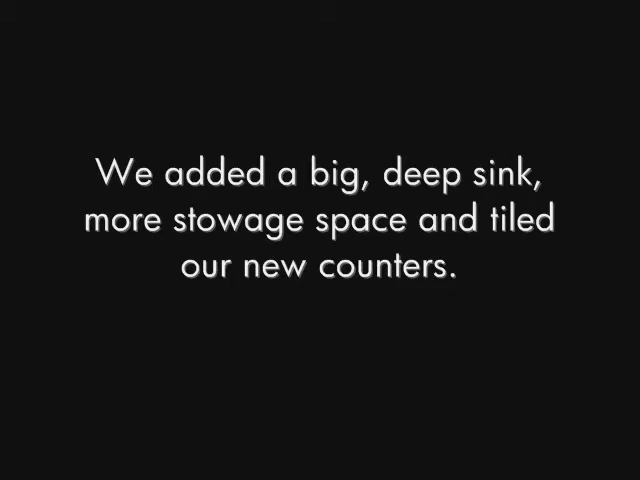 We added a big, deep sink,
more stowage space and tiled
our new counters.